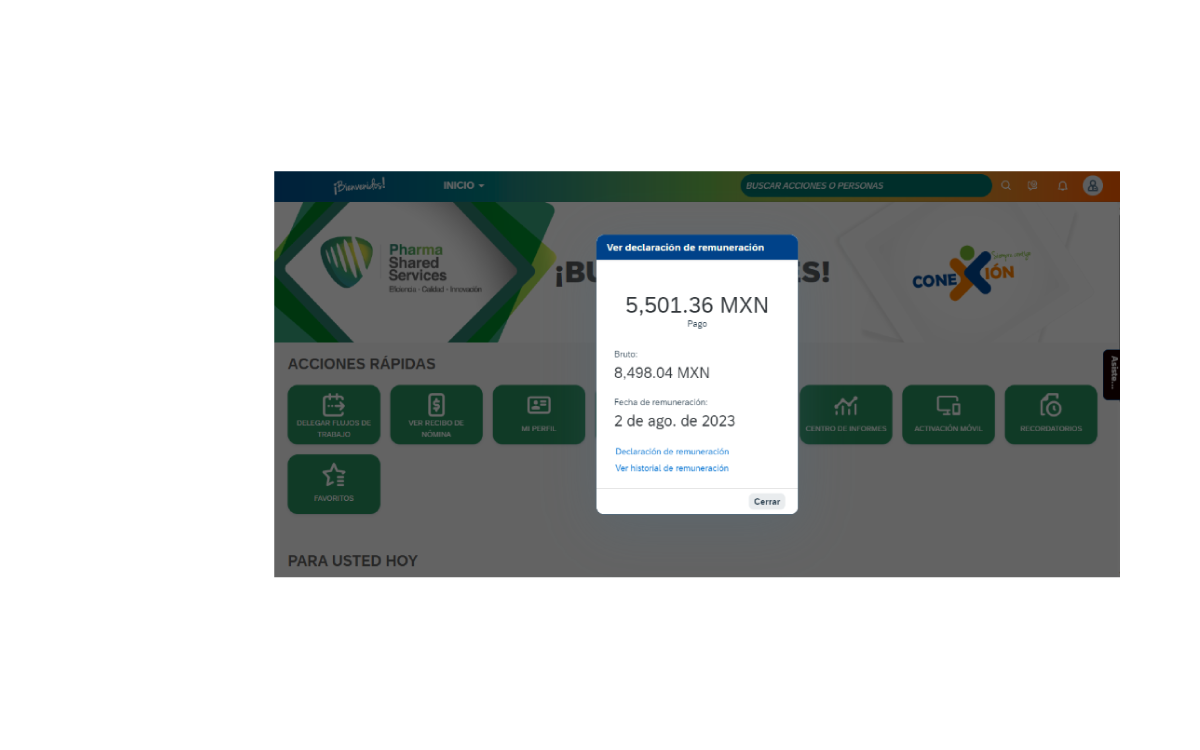 ¡Bienvenidos!
INICIO
BUSCAR ACCIONES O PERSONAS
Pharma
Shared
Services
Eficiencia - Calidad - Innovación
¡BU
S!
Siempre contigo
CONEXIÓN
Ver declaración de remuneración
5,501.36 MXN
Pago
Bruto:
8,498.04 MXN
Fecha de remuneración:
2 de ago. de 2023
Declaración de remuneración
Ver historial de remuneración
Cerrar
Asiste...
ACCIONES RÁPIDAS
DELEGAR FLUJOS DE
TRABAJO
VER RECIBO DE
NÓMINA
MI PERFIL
CENTRO DE INFORMES
ACTIVACIÓN MÓVIL
RECORDATORIOS
FAVORITOS
PARA USTED HOY